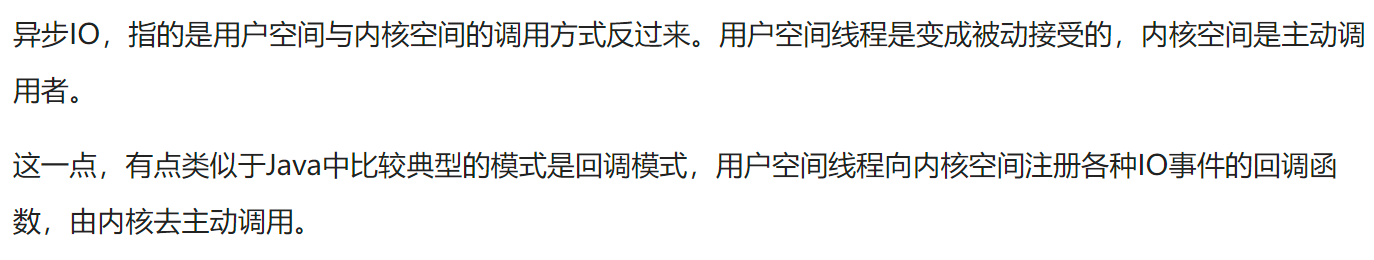 异步IO，指的是用户空间与内核空间的调用方式反过来。用户空间线程是变成被动接受的，内核空间是主动调
用者。
这一点，有点类似于Java中比较典型的模式是回调模式，用户空间线程向内核空间注册各种IO事件的回调函
数，由内核去主动调用。